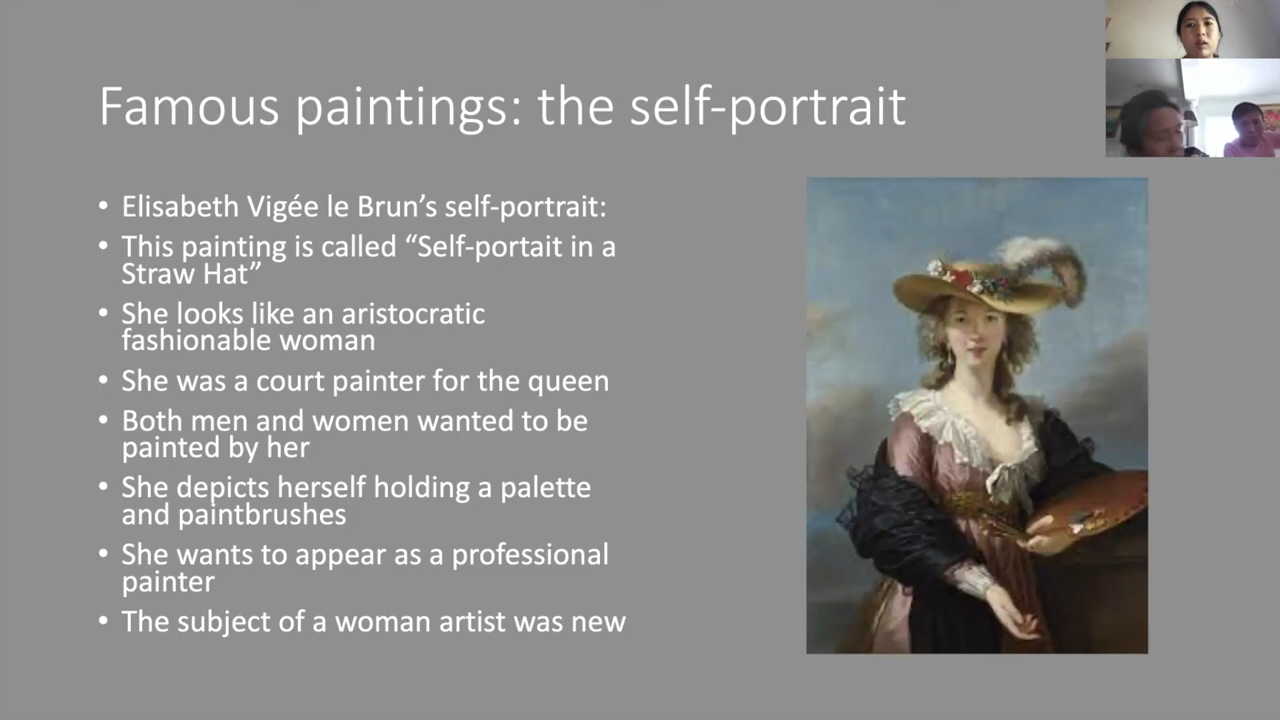 Famous paintings: the self-portrait
• Elisabeth Vigée le Brun’s self-portrait:
• This painting is called “Self-portait in a
Straw Hat”
• She looks like an aristocratic
fashionable woman
• She was a court painter for the queen
• Both men and women wanted to be
painted by her
• She depicts herself holding a palette
and paintbrushes
• She wants to appear as a professional
painter
• The subject of a woman artist was new